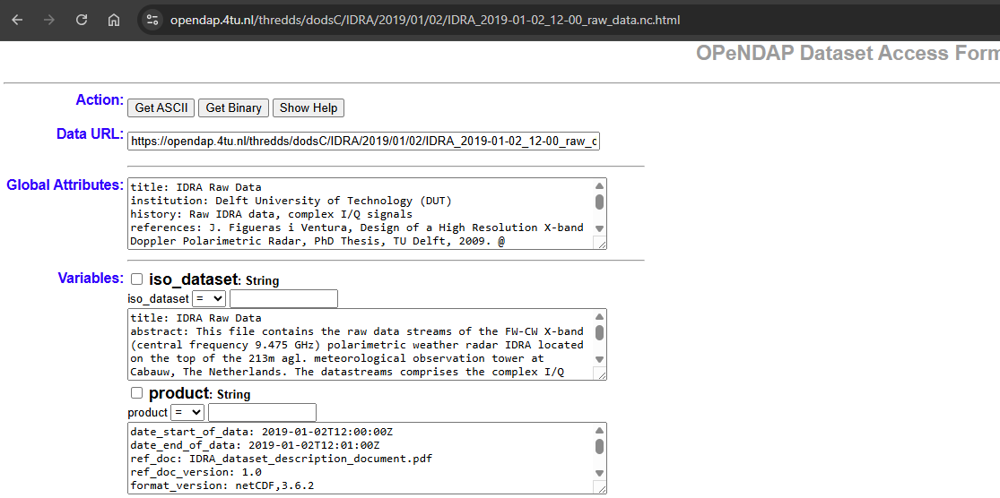 opendap.4tu.nl/thredds/dodsC/IDRA/2019/01/02/IDRA_2019-01-02_12-00_raw_data.nc.html
OPeNDAP Dataset Access Form
Action:
Get ASCII Get Binary Show Help
Data URL:
https://opendap.4tu.nl/thredds/dodsC/IDRA/2019/01/02/IDRA_2019-01-02_12-00_raw_c
Global Attributes:
title: IDRA Raw Data
institution: Delft University of Technology (DUT)
history: Raw IDRA data, complex I/Q signals
references: J. Figueras i Ventura, Design of a High Resolution X-band
Doppler Polarimetric Radar, PhD Thesis, TU Delft, 2009. @
Variables:
iso_dataset: String
iso_dataset =
title: IDRA Raw Data
abstract: This file contains the raw data streams of the FW-CW X-band
(central frequency 9.475 GHz) polarimetric weather radar IDRA located
on the top of the 213m agl. meteorological observation tower at
Cabauw, The Netherlands. The datastreams comprises the complex I/Q
product: String
product =
date_start_of_data: 2019-01-02T12:00:00Z
date_end_of_data: 2019-01-02T12:01:00Z
ref_doc: IDRA_dataset_description_document.pdf
ref_doc_version: 1.0
format_version: netCDF,3.6.2